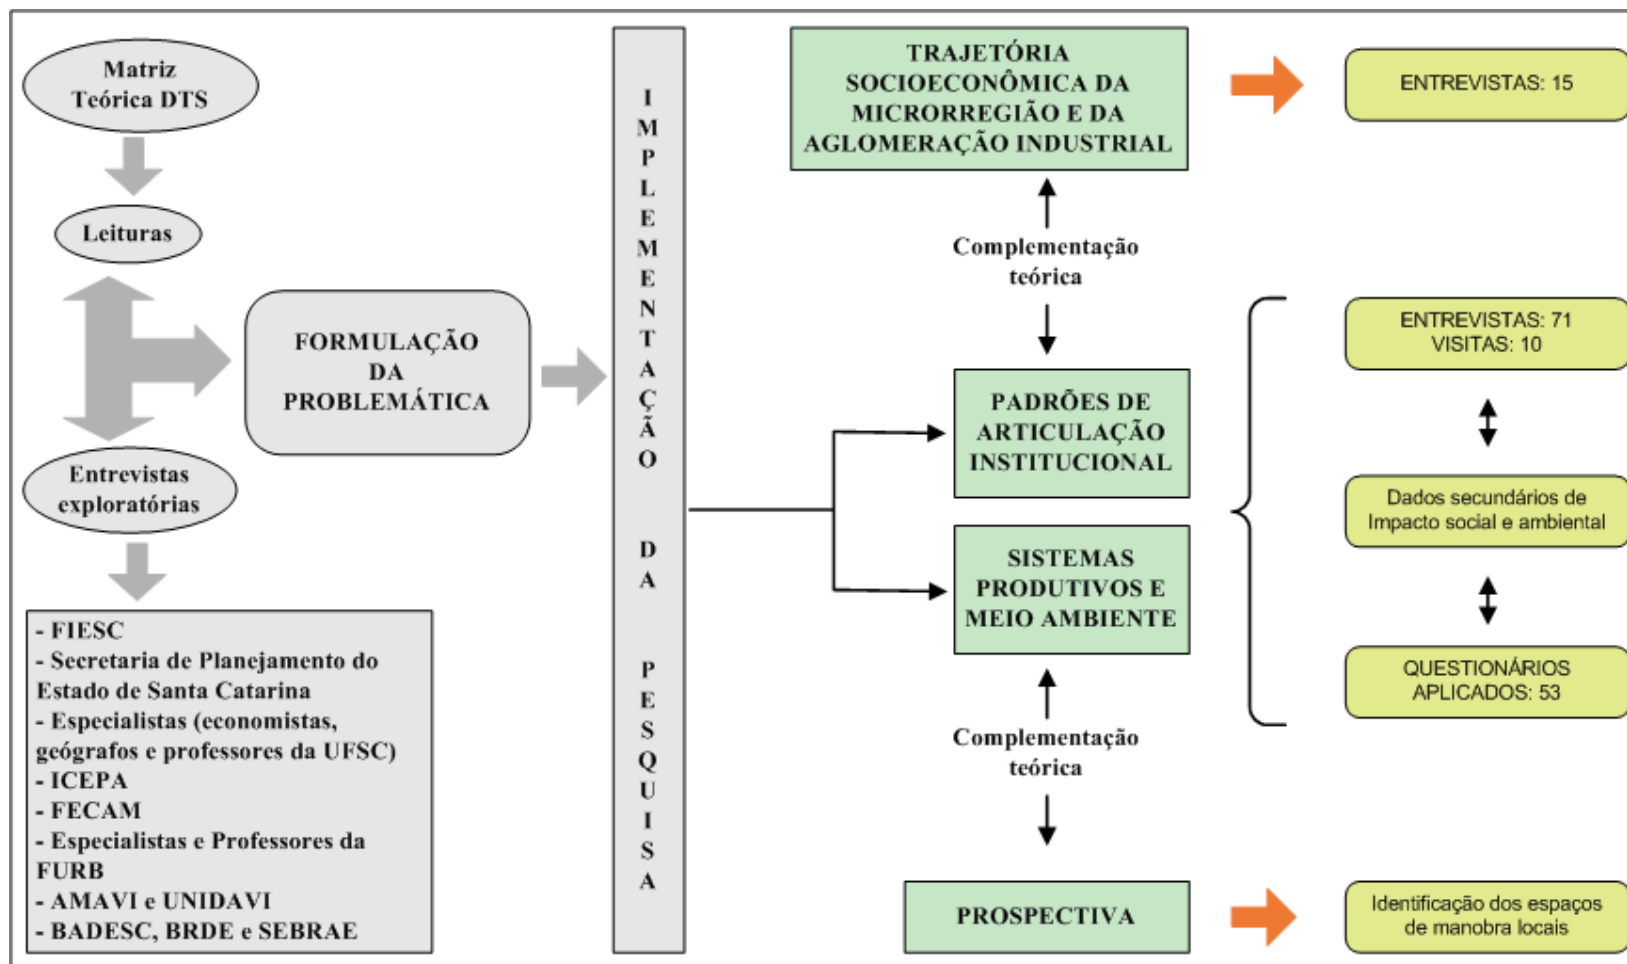 Matriz
Teórica DTS
Leituras
Entrevistas
exploratórias
- FIESC
- Secretaria de Planejamento do
Estado de Santa Catarina
- Especialistas (economistas,
geógrafos e professores da UFSC)
- ICEPA
- FECAM
- Especialistas e Professores da
FURB
- AMAVI e UNIDAVI
- BADESC, BRDE e SEBRAE
FORMULAÇÃO
DA
PROBLEMÁTICA
IMPLEMENTAÇÃO DA PESQUISA
TRAJETÓRIA
SOCIOECONÔMICA DA
MICRORREGIÃO E DA
AGLOMERAÇÃO INDUSTRIAL
Complementação
teórica
PADRÕES DE
ARTICULAÇÃO
INSTITUCIONAL
SISTEMAS
PRODUTIVOS E
MEIO AMBIENTE
Complementação
teórica
PROSPECTIVA
ENTREVISTAS: 15
ENTREVISTAS: 71
VISITAS: 10
Dados secundários de
Impacto social e ambiental
QUESTIONÁRIOS
APLICADOS: 53
Identificação dos espaços
de manobra locais